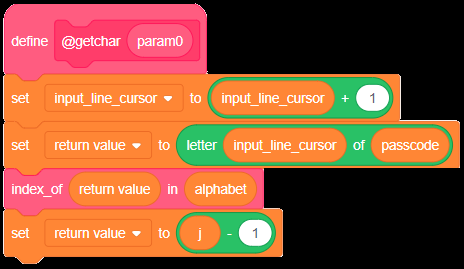 define @getchar param0
set input_line_cursor to input_line_cursor + 1
set return value to letter input_line_cursor of passcode
index_of return value in alphabet
set return value to j - 1